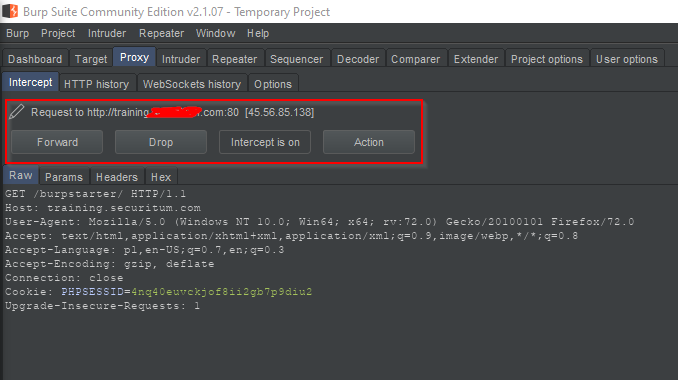 Burp Suite Community Edition v2.1.07 - Temporary Project
Burp Project Intruder Repeater Window Help
Dashboard Target Proxy Intruder Repeater Sequencer Decoder Comparer Extender Project options User options
Intercept HTTP history WebSockets history Options
Request to http://training. .com:80 [45.56.85.138]
Forward Drop Intercept is on Action
Raw Params Headers Hex
GET /burpstarter/ HTTP/1.1
Host: training.securitum.com
User-Agent: Mozilla/5.0 (Windows NT 10.0; Win64; x64; rv:72.0) Gecko/20100101 Firefox/72.0
Accept: text/html,application/xhtml+xml,application/xml;q=0.9,image/webp,*/*;q=0.8
Accept-Language: pl,en-US;q=0.7,en;q=0.3
Accept-Encoding: gzip, deflate
Connection: close
Cookie: PHPSESSID=4nq40euvckjof8ii2gb7p9diu2
Upgrade-Insecure-Requests: 1